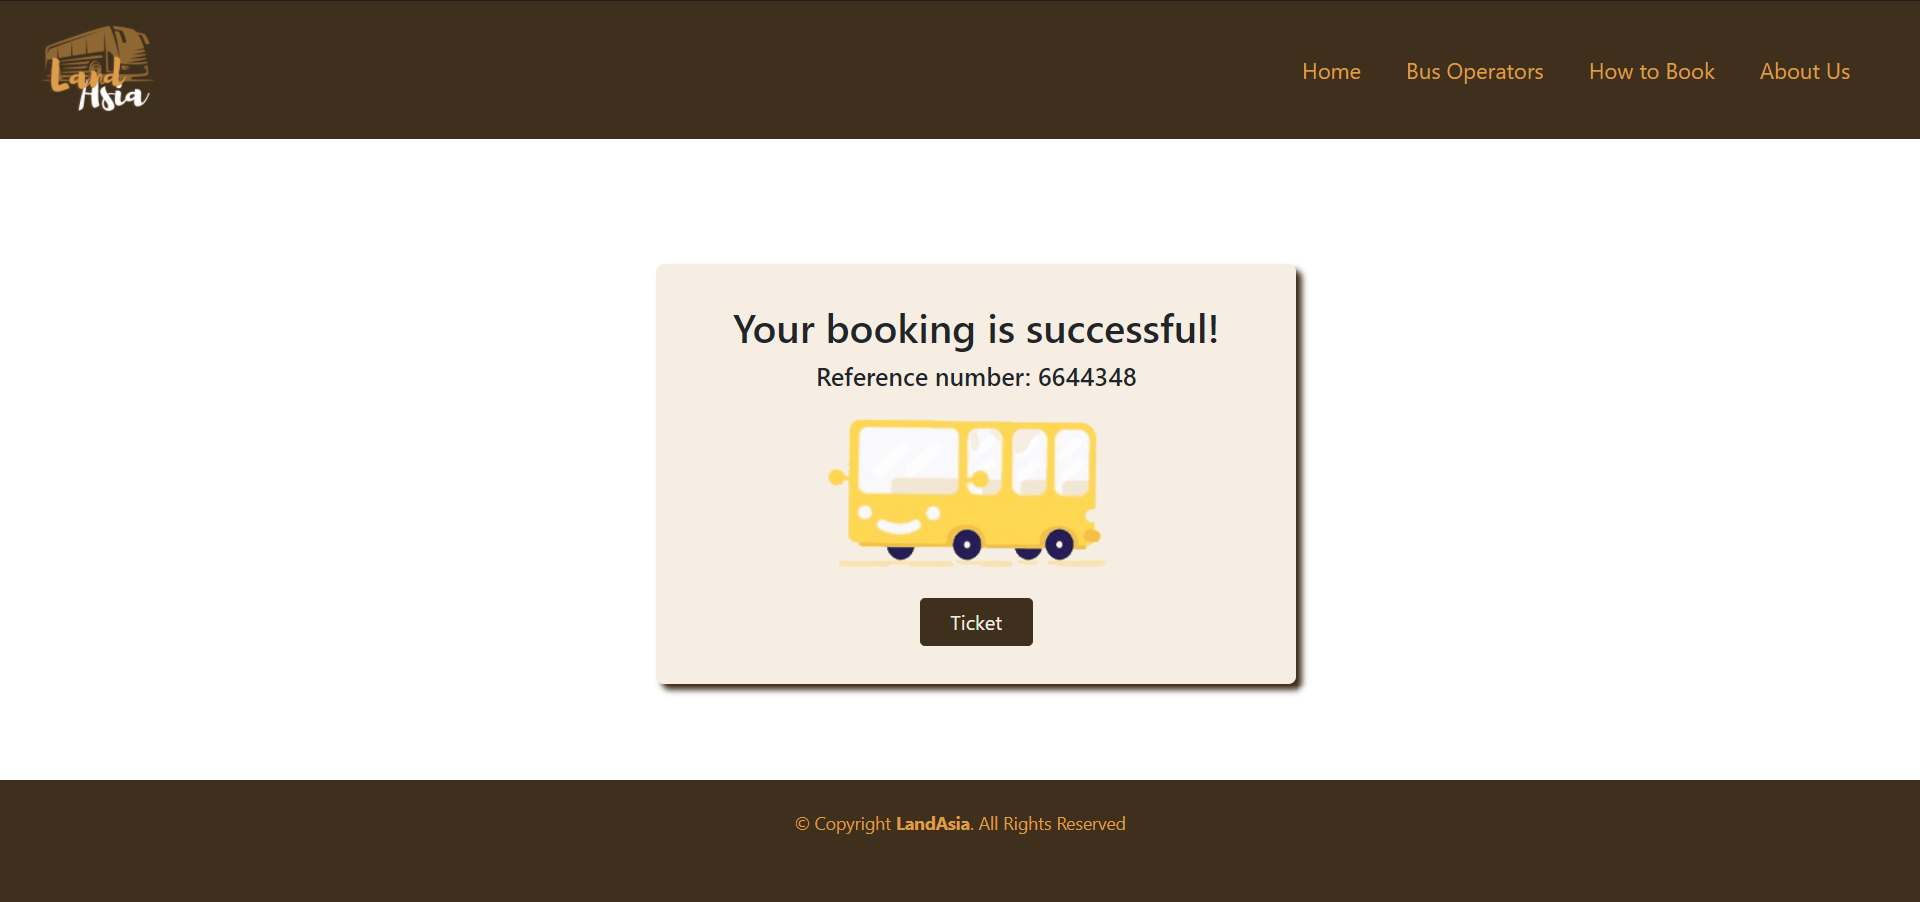 Land
Asia
Home
Bus Operators
How to Book
About Us
Your booking is successful!
Reference number: 6644348
Ticket
© Copyright LandAsia. All Rights Reserved